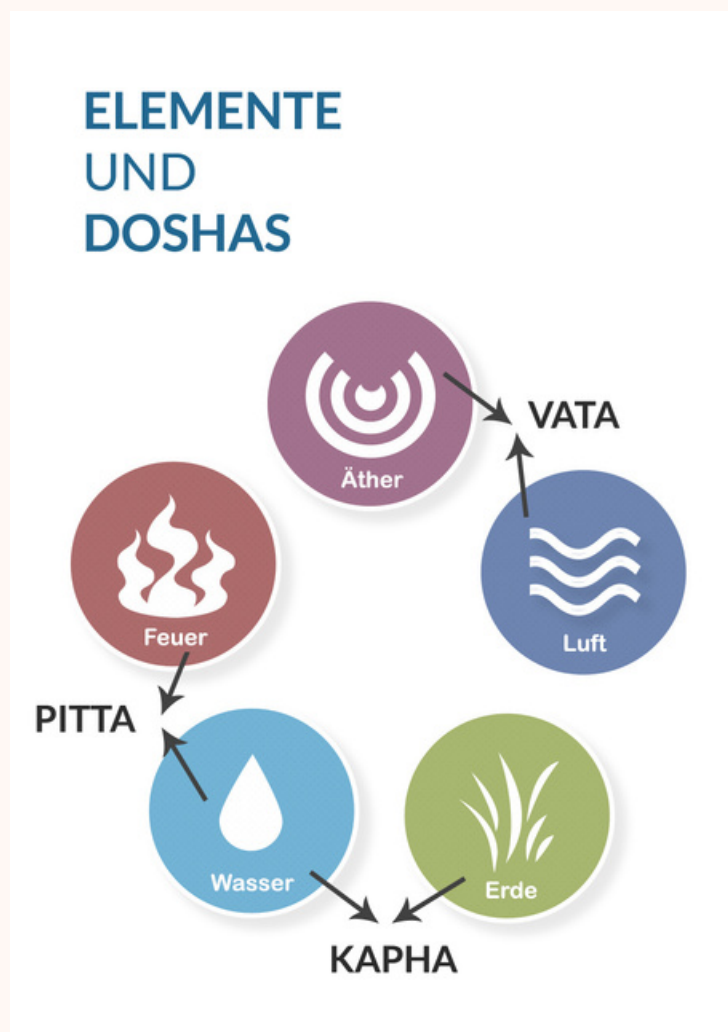 ELEMENTE
UND
DOSHAS
Äther
VATA
Feuer
Luft
PITTA
Wasser
Erde
KAPHA